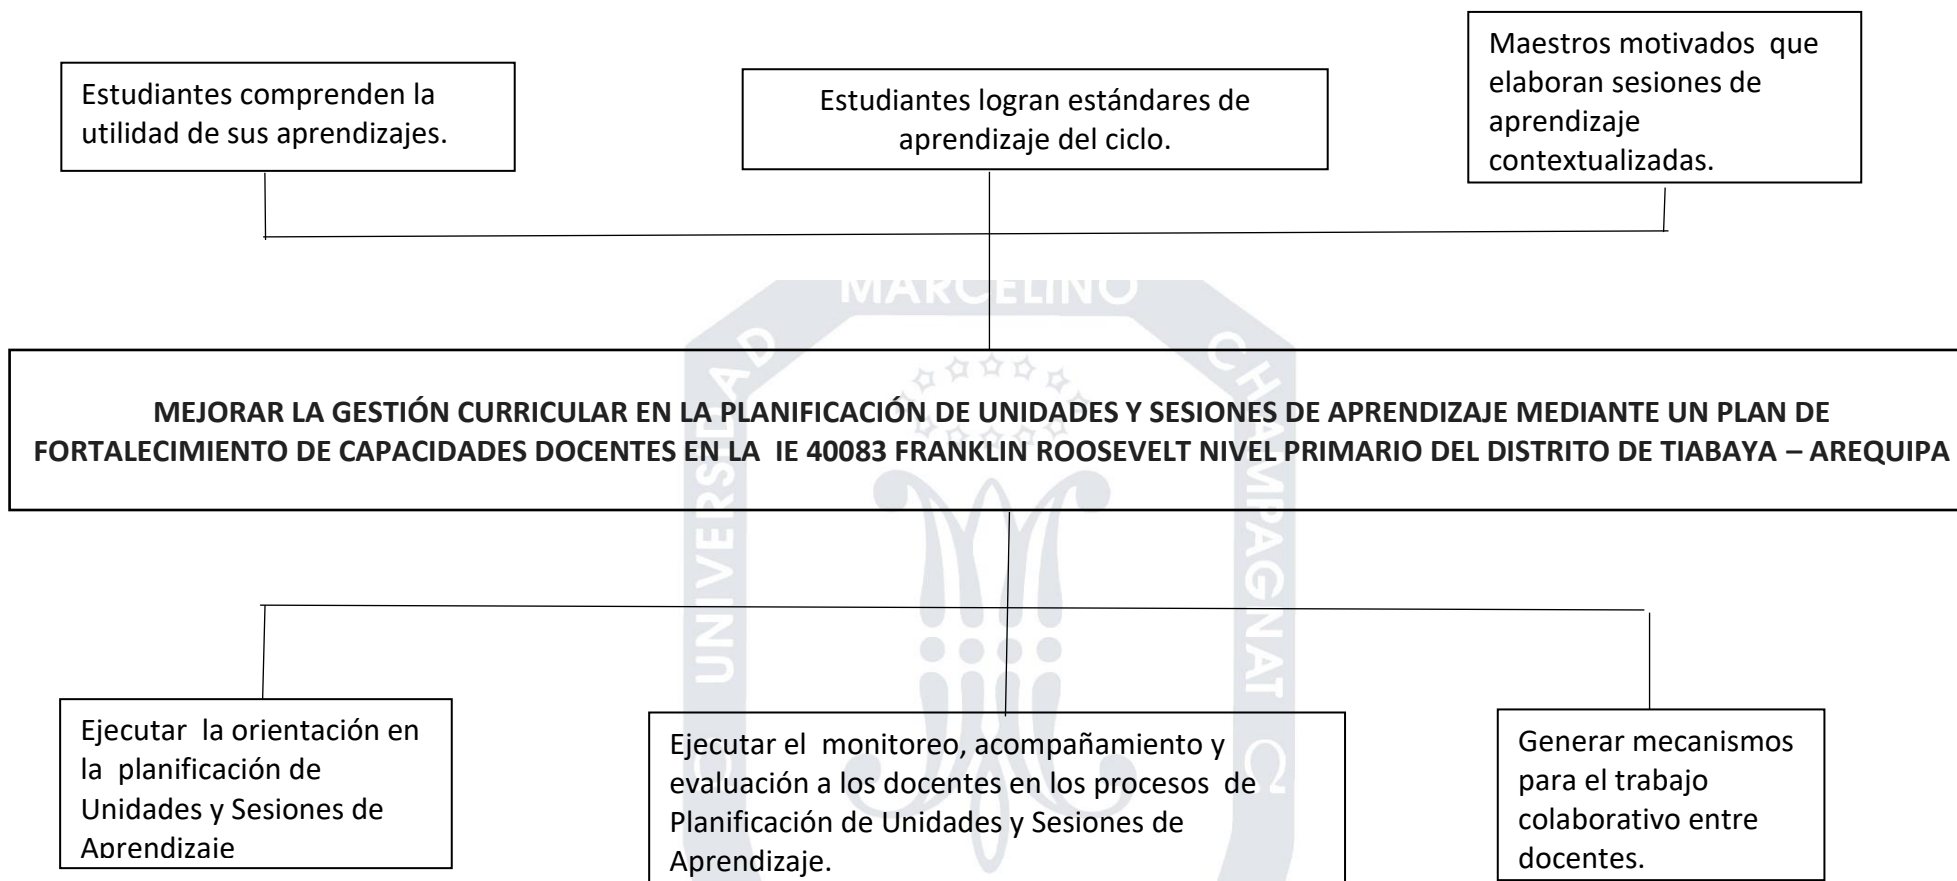 Estudiantes comprenden la
utilidad de sus aprendizajes.
Estudiantes logran estándares de
aprendizaje del ciclo.
Maestros motivados que
elaboran sesiones de
aprendizaje
contextualizadas.
MEJORAR LA GESTIÓN CURRICULAR EN LA PLANIFICACIÓN DE UNIDADES Y SESIONES DE APRENDIZAJE MEDIANTE UN PLAN DE
FORTALECIMIENTO DE CAPACIDADES DOCENTES EN LA IE 40083 FRANKLIN ROOSEVELT NIVEL PRIMARIO DEL DISTRITO DE TIABAYA – AREQUIPA
Ejecutar la orientación en
la planificación de
Unidades y Sesiones de
Aprendizaje
Ejecutar el monitoreo, acompañamiento y
evaluación a los docentes en los procesos de
Planificación de Unidades y Sesiones de
Aprendizaje.
Generar mecanismos
para el trabajo
colaborativo entre
docentes.
UNIVERSIDAD
MARCELINO
CHAMPAGNAT